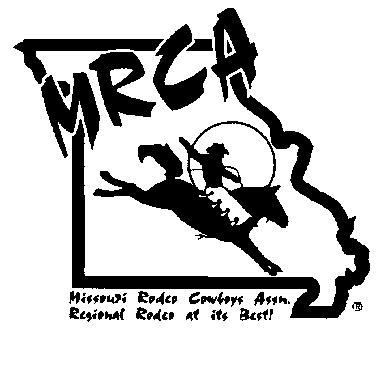 MRCA
Missouri Rodeo Cowboys Assn.
Regional Rodeo at its Best!
®